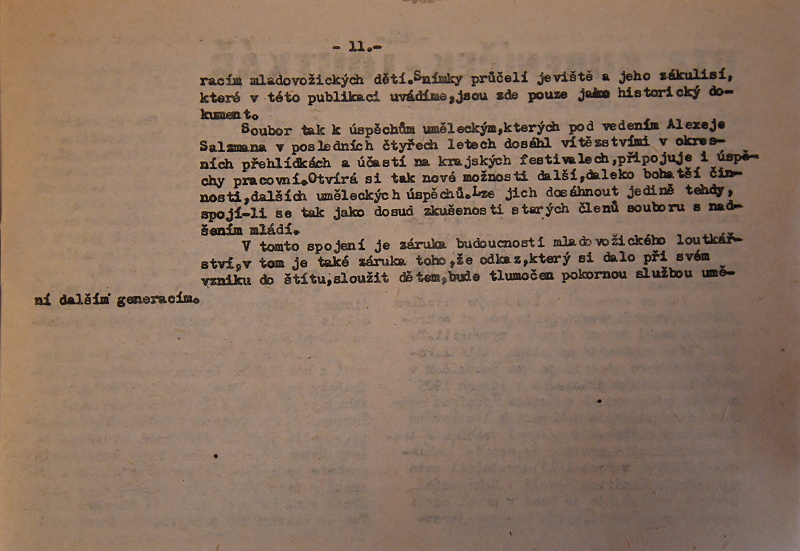 - 11.-
racím mladovožických dětí.Snímky průčelí jeviště a jeho zákulisí,
které v této publikaci uvádíme,jsou zde pouze jako historický do-
kument.
Soubor tak k úspěchům uměleckým,kterých pod vedením Alexeje
Salzmana v posledních čtyřech letech dosáhl vítězstvími v okres-
ních přehlídkách a účastí na krajských festivalech,připojuje i úspě-
chy pracovní.Otvírá si tak nové možnosti další,daleko bohatší čin-
nosti,dalších uměleckých úspěchů.Lze jich dosáhnout jedině tehdy,
spojí-li se tak jako dosud zkušenosti starých členů souboru s nad-
šením mládí.
V tomto spojení je záruka budoucnosti mladovožického loutkář-
ství,v tom je také záruka toho,že odkaz,který si dalo při svém
vzniku do štítu,sloužit dětem,bude tlumočen pokornou službou umě-
ní dalším generacím.